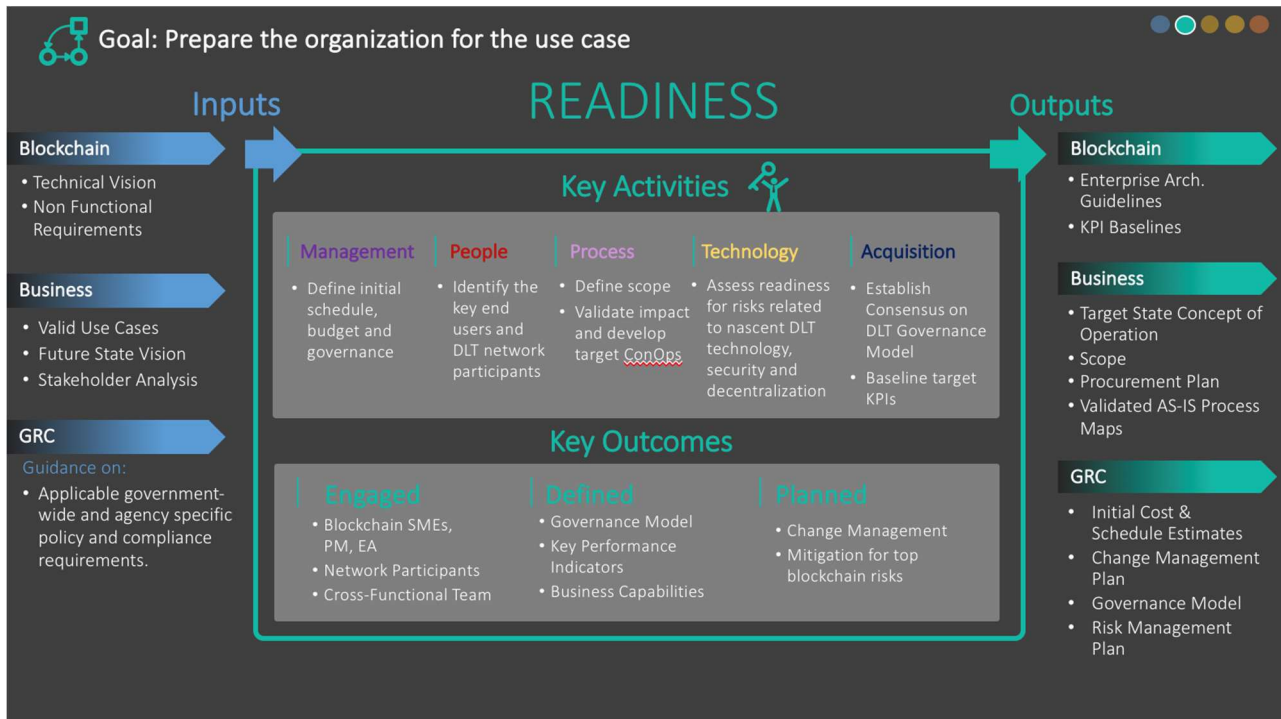 Goal: Prepare the organization for the use case
Inputs
READINESS
Outputs
Blockchain
• Technical Vision
• Non Functional
Requirements
Business
• Valid Use Cases
• Future State Vision
• Stakeholder Analysis
GRC
Guidance on:
• Applicable government-
wide and agency specific
policy and compliance
requirements.
Key Activities
Management
• Define initial
schedule,
budget and
governance
People
• Identify the
key end
users and
DLT network
participants
Process
• Define scope
• Validate impact
and develop
target ConOps
Technology
• Assess readiness
for risks related
to nascent DLT
technology,
security and
decentralization
Acquisition
• Establish
Consensus on
DLT Governance
Model
• Baseline target
KPIs
Key Outcomes
Engaged
• Blockchain SMEs,
PM, EA
• Network Participants
• Cross-Functional Team
Defined
• Governance Model
• Key Performance
Indicators
• Business Capabilities
Planned
• Change Management
• Mitigation for top
blockchain risks
Blockchain
• Enterprise Arch.
Guidelines
• KPI Baselines
Business
• Target State Concept of
Operation
• Scope
• Procurement Plan
• Validated AS-IS Process
Maps
GRC
• Initial Cost &
Schedule Estimates
• Change Management
Plan
• Governance Model
• Risk Management
Plan